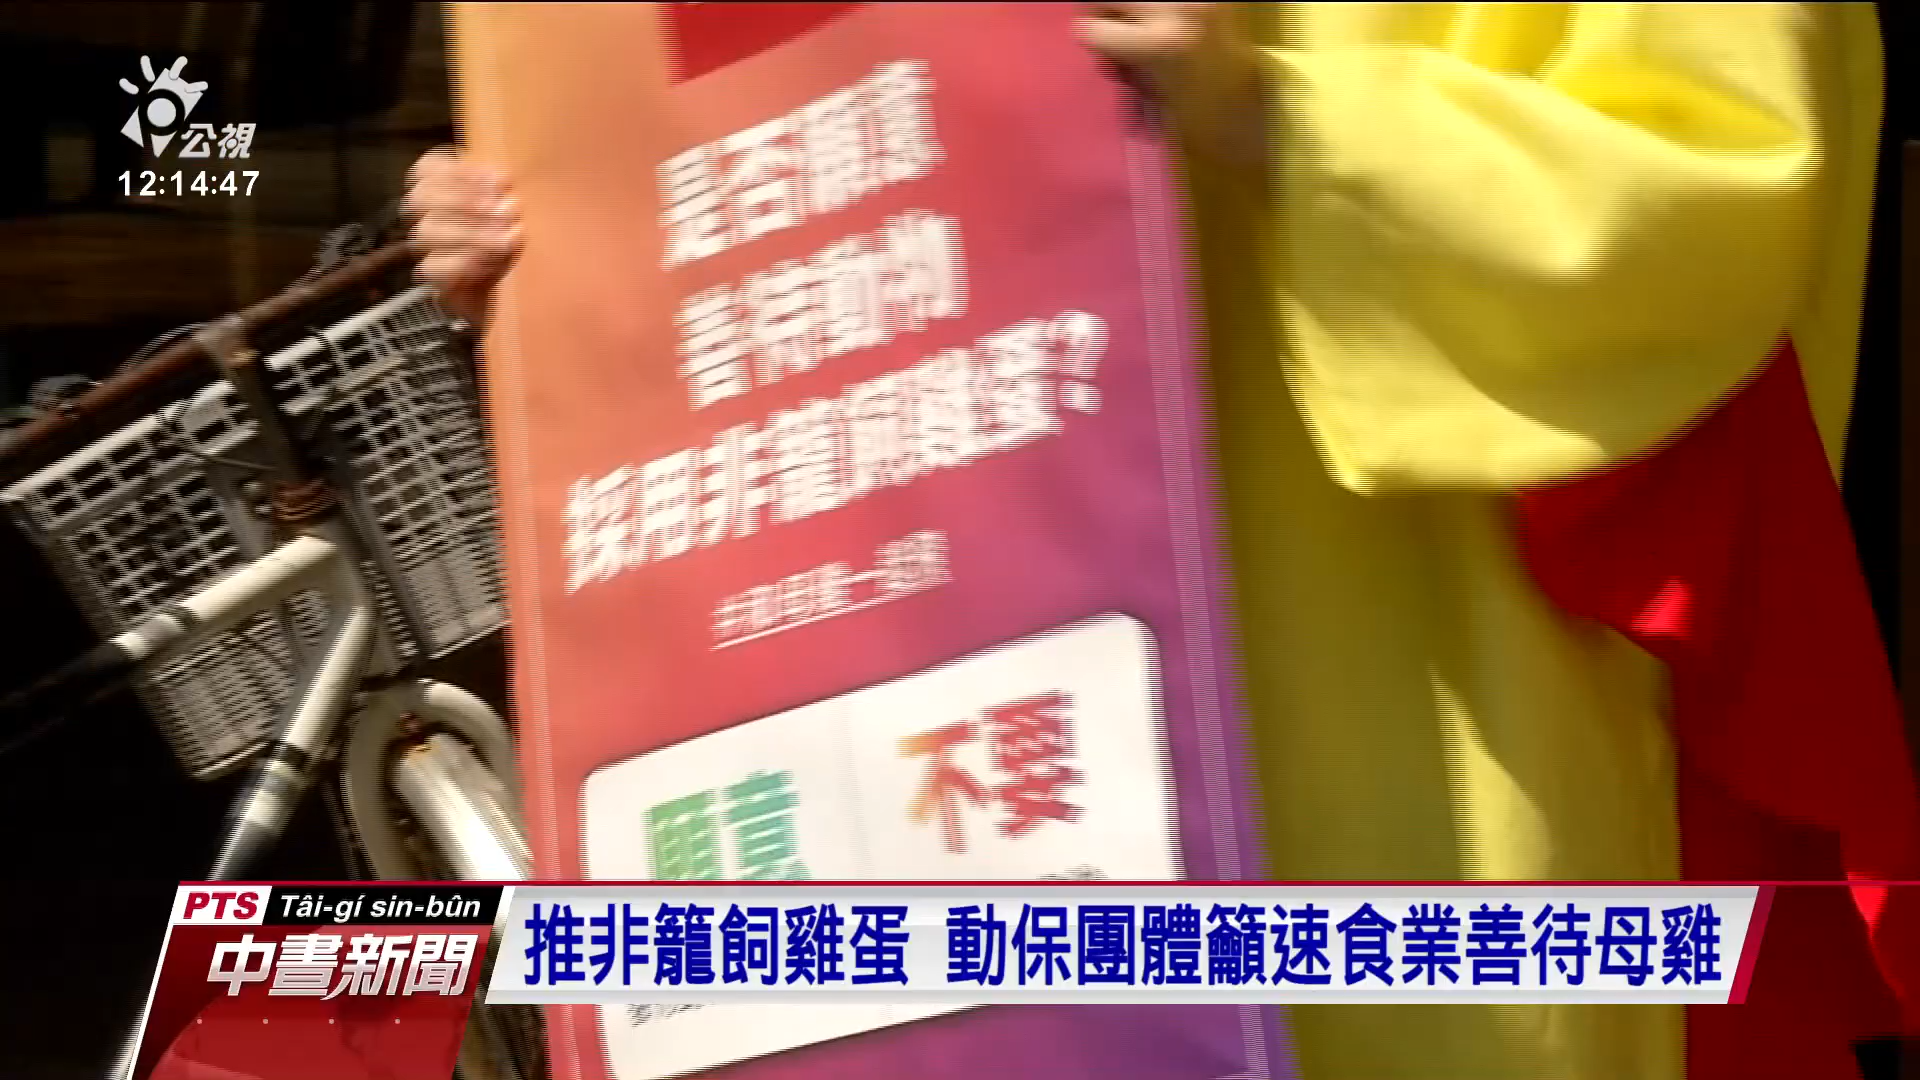 公視
12:14:47
是否願意
善待動物
採用非籠飼雞蛋?
願意
不
PTS Tâi-gí sin-bûn
中晝新聞
推非籠飼雞蛋 動保團體籲速食業善待母雞